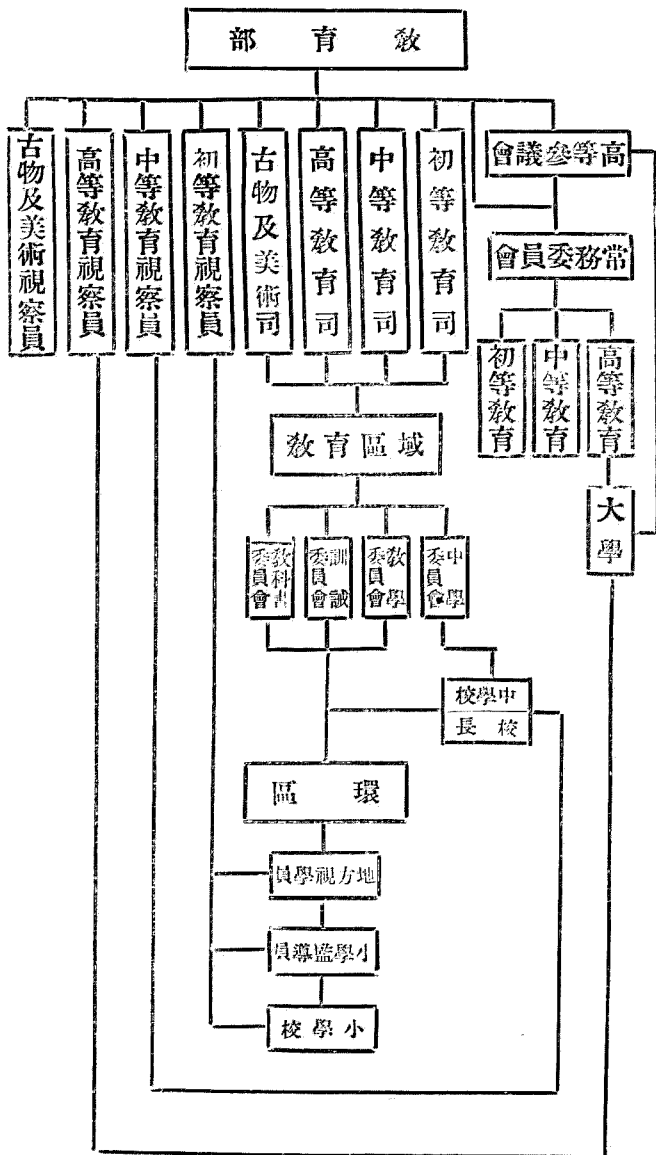 教育部
高等參議會
常務委員會
高等教育
中等教育
初等教育
大學
初等教育司
中等教育司
高等教育司
古物及美術司
初等教育視察員
中等教育視察員
高等教育視察員
古物及美術視察員
教育區域
中學委員會
教學委員會
訓誡委員會
教科書委員會
中學校
校長
環區
地方視學員
小學監導員
小學校